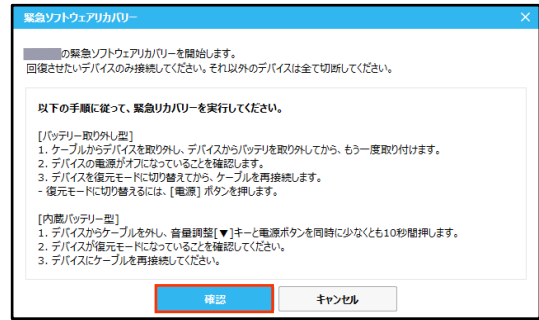 緊急ソフトウェアリカバリー
の緊急ソフトウェアリカバリーを開始します。
回復させたいデバイスのみ接続してください。それ以外のデバイスは全て切断してください。
以下の手順に従って、緊急リカバリーを実行してください。
[バッテリー取り外し型]
1. ケーブルからデバイスを取り外し、デバイスからバッテリを取り外してから、もう一度取り付けます。
2. デバイスの電源がオフになっていることを確認します。
3. デバイスを復元モードに切り替えてから、ケーブルを再接続します。
- 復元モードに切り替えるには、[電源] ボタンを押します。
[内蔵バッテリー型]
1. デバイスからケーブルを外し、音量調整[▼]キーと電源ボタンを同時に少なくとも10秒間押します。
2. デバイスが復元モードになっていることを確認してください。
3. デバイスにケーブルを再接続してください。
確認
キャンセル